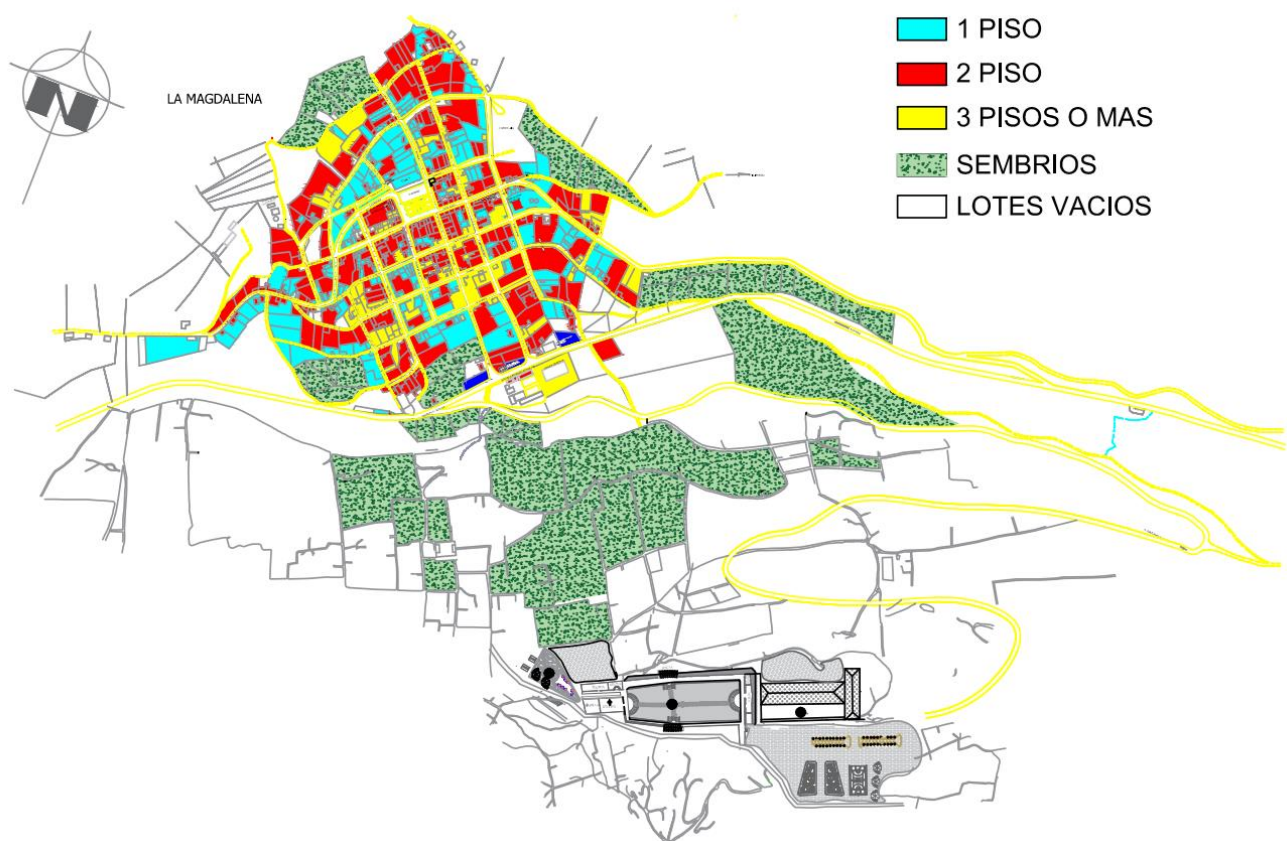 1 PISO
2 PISO
3 PISOS O MAS
SEMBRIOS
LOTES VACIOS
LA MAGDALENA
N